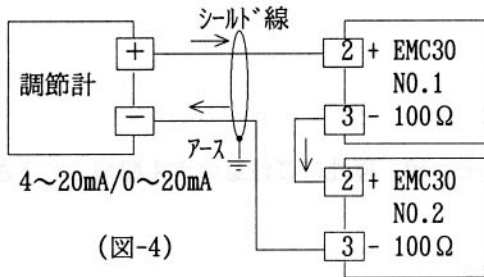 シールド線
+
調節計
−
アース
4～20mA/0～20mA
(図-4)
2 + EMC30
NO.1
3 - 100Ω
2 + EMC30
NO.2
3 - 100Ω